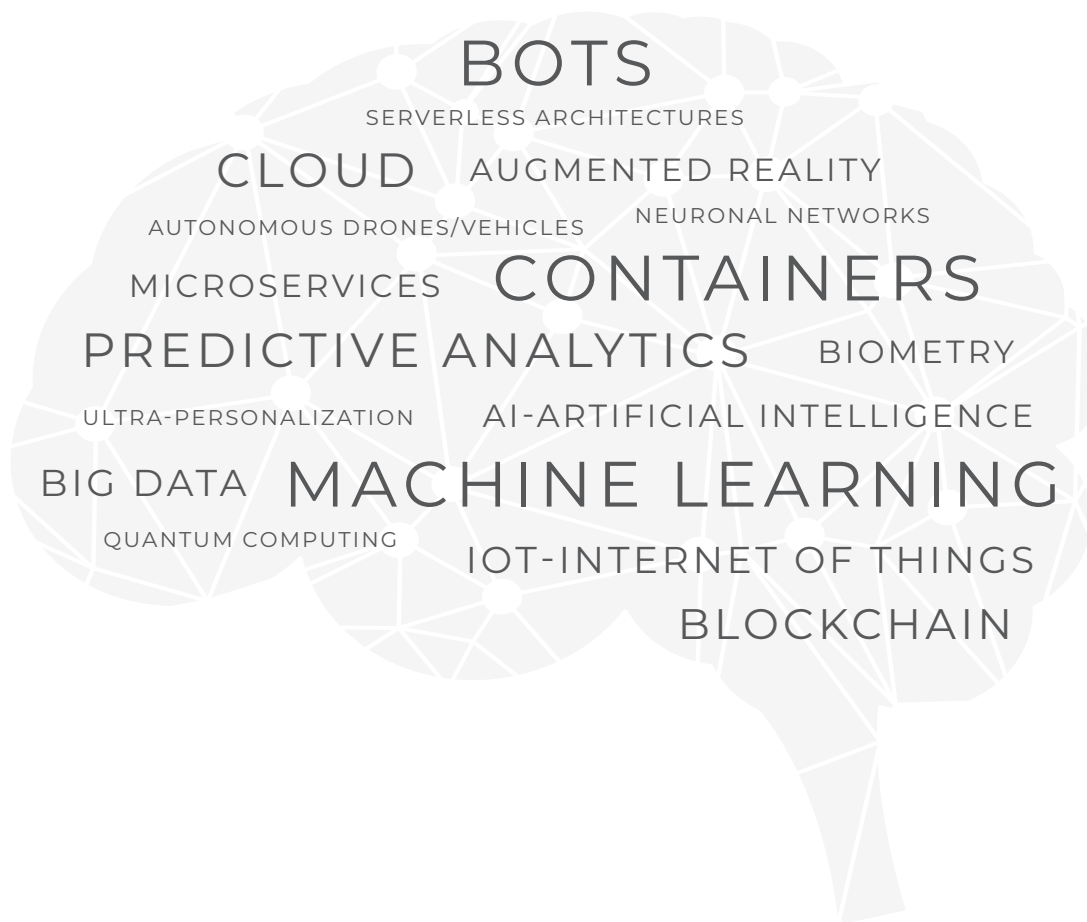 BOTS
SERVERLESS ARCHITECTURES
CLOUD AUGMENTED REALITY
AUTONOMOUS DRONES/VEHICLES NEURONAL NETWORKS
MICROSERVICES CONTAINERS
PREDICTIVE ANALYTICS BIOMETRY
ULTRA-PERSONALIZATION AI-ARTIFICIAL INTELLIGENCE
BIG DATA MACHINE LEARNING
QUANTUM COMPUTING IOT-INTERNET OF THINGS
BLOCKCHAIN